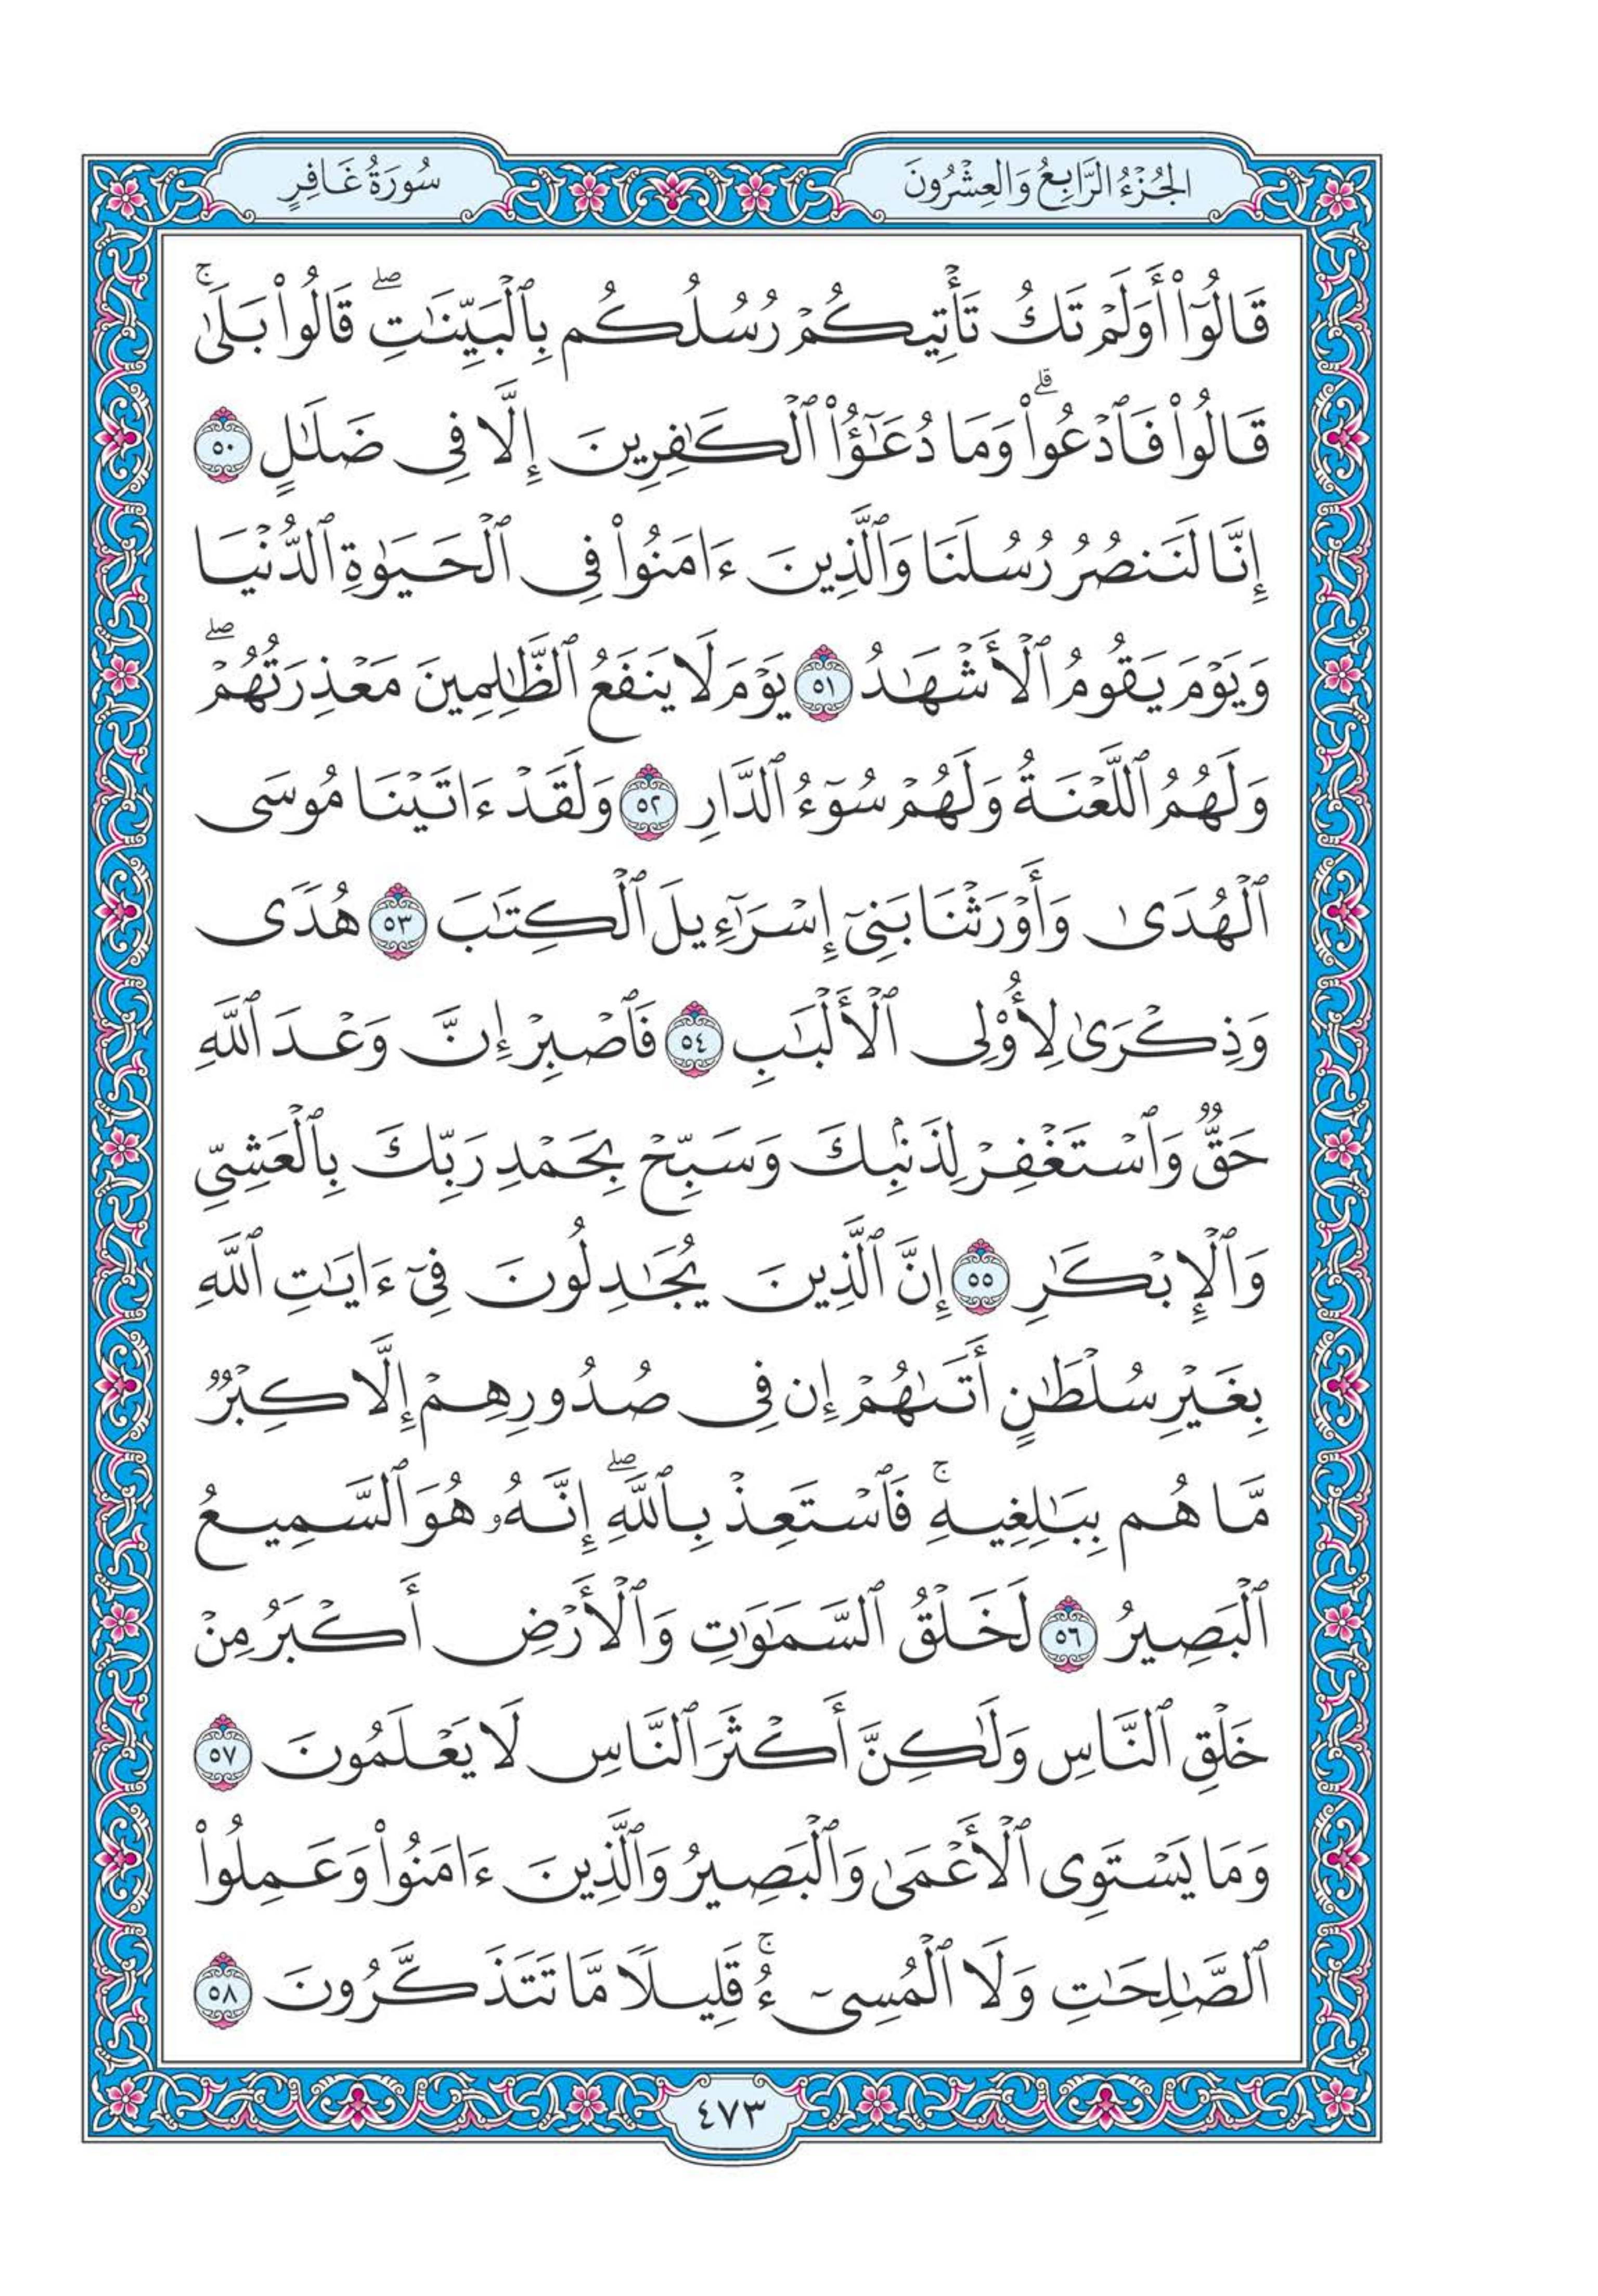 الجُزْءُ الرَّابِعُ وَالعِشْرُونَ
سُورَةُ غَافِرٍ
قَالُوٓاْ أَوَلَمۡ تَكُ تَأۡتِيكُمۡ رُسُلُكُم بِٱلۡبَيِّنَٰتِۖ قَالُواْ بَلَىٰۚ
قَالُواْ فَٱدۡعُواْۗ وَمَا دُعَٰٓؤُاْ ٱلۡكَٰفِرِينَ إِلَّا فِي ضَلَٰلٍ ٥٠
إِنَّا لَنَنصُرُ رُسُلَنَا وَٱلَّذِينَ ءَامَنُواْ فِي ٱلۡحَيَوٰةِ ٱلدُّنۡيَا
وَيَوۡمَ يَقُومُ ٱلۡأَشۡهَٰدُ ٥١ يَوۡمَ لَا يَنفَعُ ٱلظَّٰلِمِينَ مَعۡذِرَتُهُمۡۖ
وَلَهُمُ ٱللَّعۡنَةُ وَلَهُمۡ سُوٓءُ ٱلدَّارِ ٥٢ وَلَقَدۡ ءَاتَيۡنَا مُوسَى
ٱلۡهُدَىٰ وَأَوۡرَثۡنَا بَنِيٓ إِسۡرَٰٓءِيلَ ٱلۡكِتَٰبَ ٥٣ هُدٗى
وَذِكۡرَىٰ لِأُوْلِي ٱلۡأَلۡبَٰبِ ٥٤ فَٱصۡبِرۡ إِنَّ وَعۡدَ ٱللَّهِ
حَقّٞ وَٱسۡتَغۡفِرۡ لِذَنۢبِكَ وَسَبِّحۡ بِحَمۡدِ رَبِّكَ بِٱلۡعَشِيِّ
وَٱلۡإِبۡكَٰرِ ٥٥ إِنَّ ٱلَّذِينَ يُجَٰدِلُونَ فِيٓ ءَايَٰتِ ٱللَّهِ
بِغَيۡرِ سُلۡطَٰنٍ أَتَىٰهُمۡ إِن فِي صُدُورِهِمۡ إِلَّا كِبۡرٞ
مَّا هُم بِبَٰلِغِيهِۚ فَٱسۡتَعِذۡ بِٱللَّهِۖ إِنَّهُۥ هُوَ ٱلسَّمِيعُ
ٱلۡبَصِيرُ ٥٦ لَخَلۡقُ ٱلسَّمَٰوَٰتِ وَٱلۡأَرۡضِ أَكۡبَرُ مِنۡ
خَلۡقِ ٱلنَّاسِ وَلَٰكِنَّ أَكۡثَرَ ٱلنَّاسِ لَا يَعۡلَمُونَ ٥٧
وَمَا يَسۡتَوِي ٱلۡأَعۡمَىٰ وَٱلۡبَصِيرُ وَٱلَّذِينَ ءَامَنُواْ وَعَمِلُواْ
ٱلصَّٰلِحَٰتِ وَلَا ٱلۡمُسِيٓءُۚ قَلِيلٗا مَّا تَتَذَكَّرُونَ ٥٨
٤٧٣